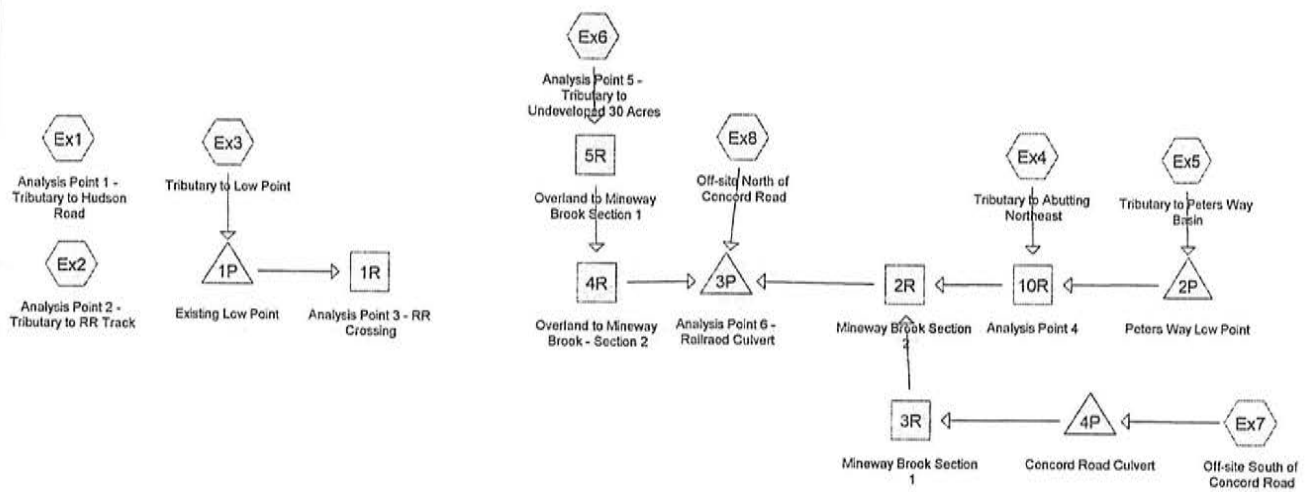 Ex6
Analysis Point 5 -
Tributary to
Undeveloped 30 Acres
Ex1
Analysis Point 1 -
Tributary to Hudson
Road
Ex3
Tributary to Low Point
5R
Overland to Mineway
Brook Section 1
Ex8
Off-site North of
Concord Road
Ex4
Tributary to Abutting
Northeast
Ex5
Tributary to Peters Way
Basin
Ex2
Analysis Point 2 -
Tributary to RR Track
1P
Existing Low Point
1R
Analysis Point 3 - RR
Crossing
4R
Overland to Mineway
Brook - Section 2
3P
Analysis Point 6 -
Railraod Culvert
2R
Mineway Brook Section
2
10R
Analysis Point 4
2P
Peters Way Low Point
3R
Mineway Brook Section
1
4P
Concord Road Culvert
Ex7
Off-site South of
Concord Road